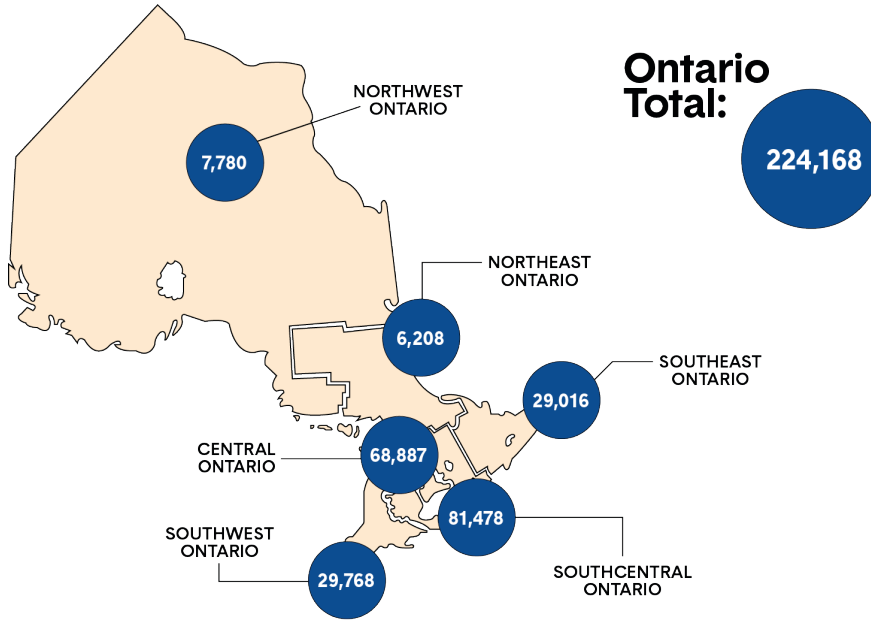 Ontario
Total:
224,168
NORTHWEST
ONTARIO
7,780
NORTHEAST
ONTARIO
6,208
SOUTHEAST
ONTARIO
29,016
CENTRAL
ONTARIO
68,887
81,478
SOUTHWEST
ONTARIO
29,768
SOUTHCENTRAL
ONTARIO